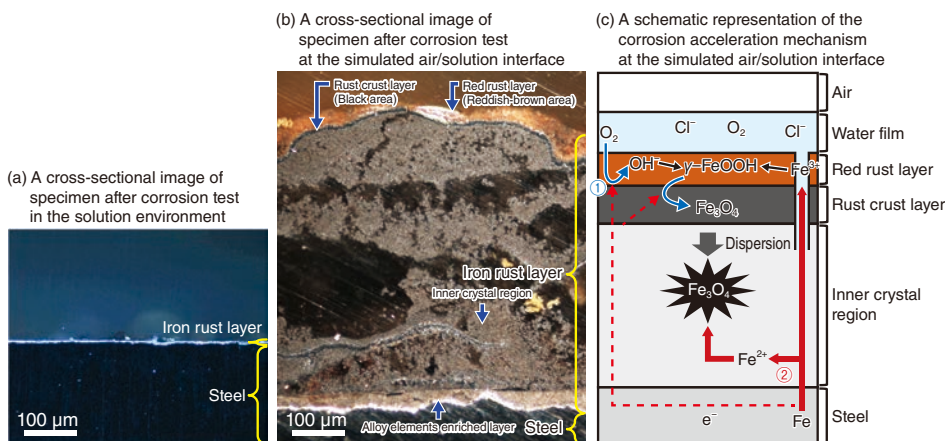 (a) A cross-sectional image of
specimen after corrosion test
in the solution environment
Iron rust layer
Steel
100 µm
(b) A cross-sectional image of
specimen after corrosion test
at the simulated air/solution interface
Rust crust layer
(Black area)
Red rust layer
(Reddish-brown area)
Iron rust layer
Inner crystal region
Alloy elements enriched layer
Steel
100 µm
(c) A schematic representation of the
corrosion acceleration mechanism
at the simulated air/solution interface
Air
O₂ Cl⁻ O₂ Cl⁻
Water film
① OH⁻ γ–FeOOH Fe³⁺
Red rust layer
Fe₃O₄
Rust crust layer
Dispersion
Fe₃O₄
Inner crystal
region
Fe²⁺ ②
e⁻ Fe
Steel